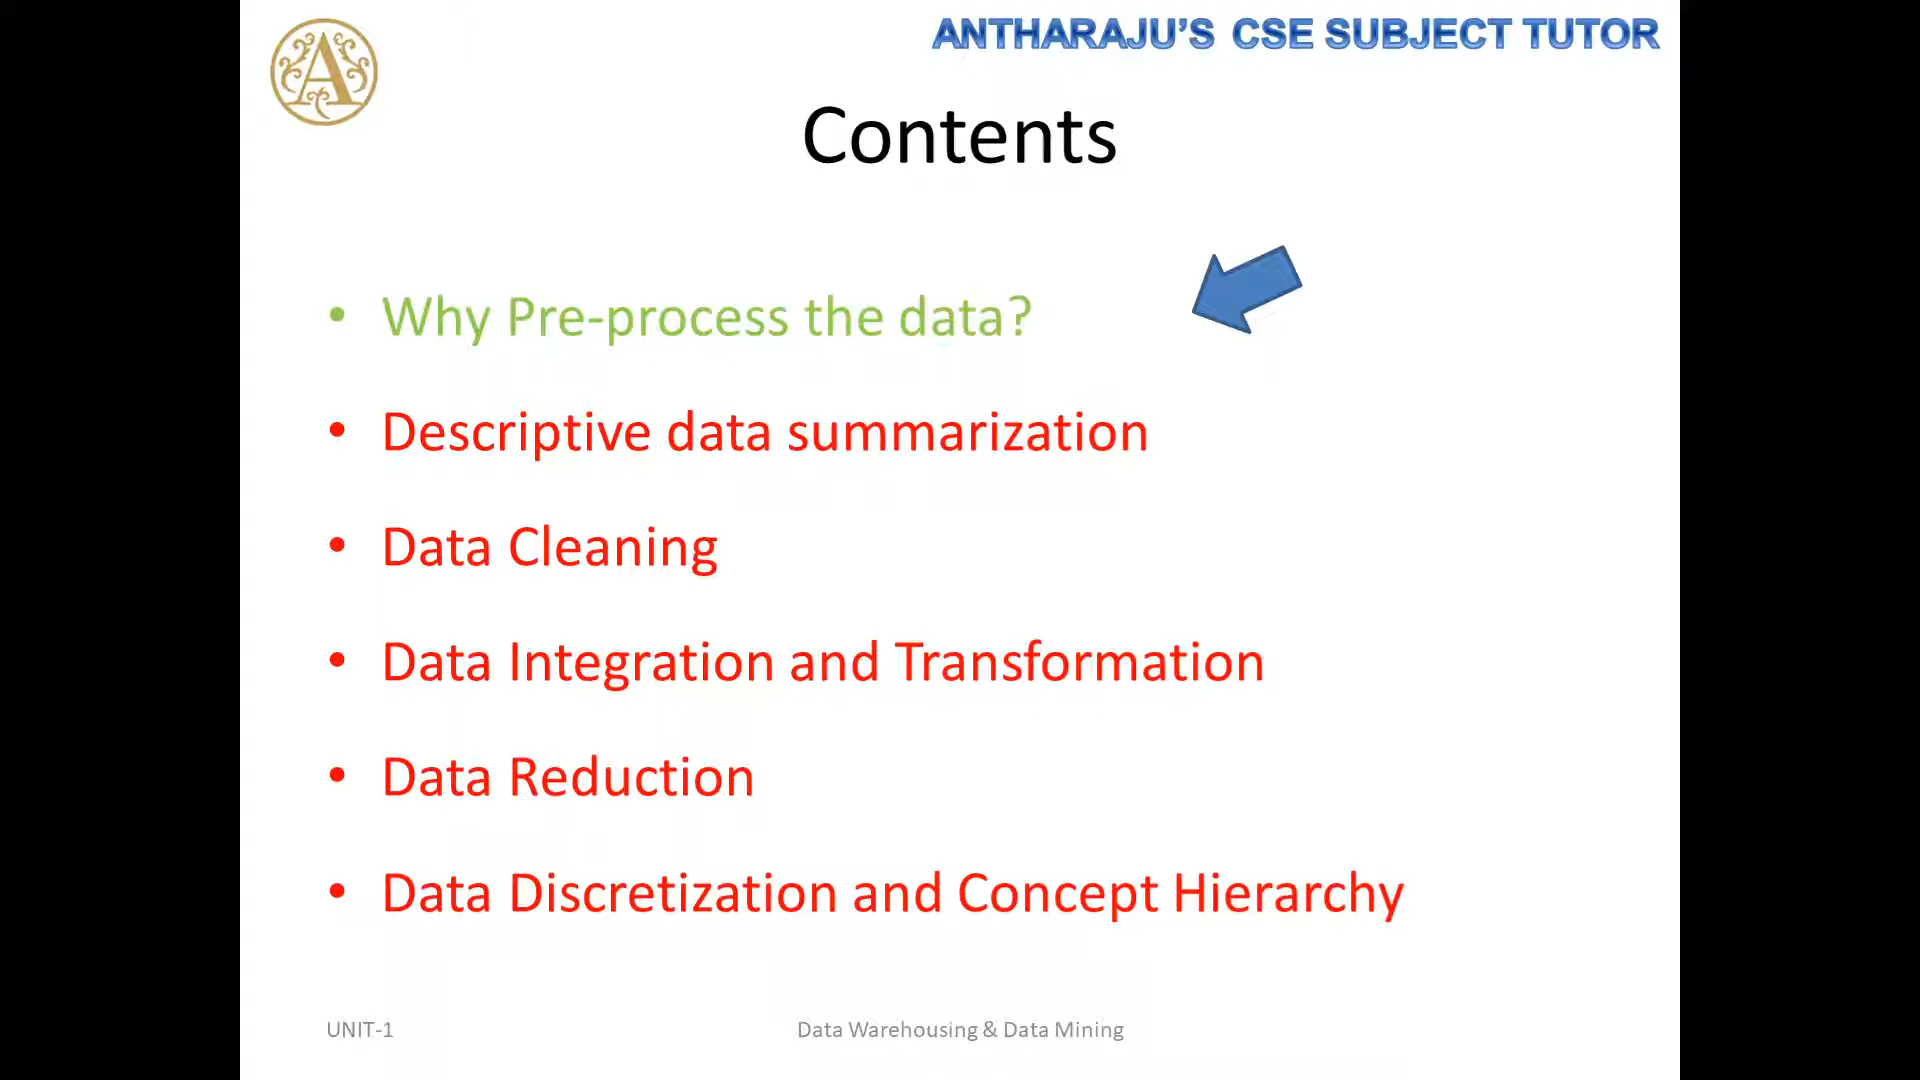 A
ANTHARAJU'S CSE SUBJECT TUTOR
Contents
• Why Pre-process the data?
• Descriptive data summarization
• Data Cleaning
• Data Integration and Transformation
• Data Reduction
• Data Discretization and Concept Hierarchy
UNIT-1
Data Warehousing & Data Mining